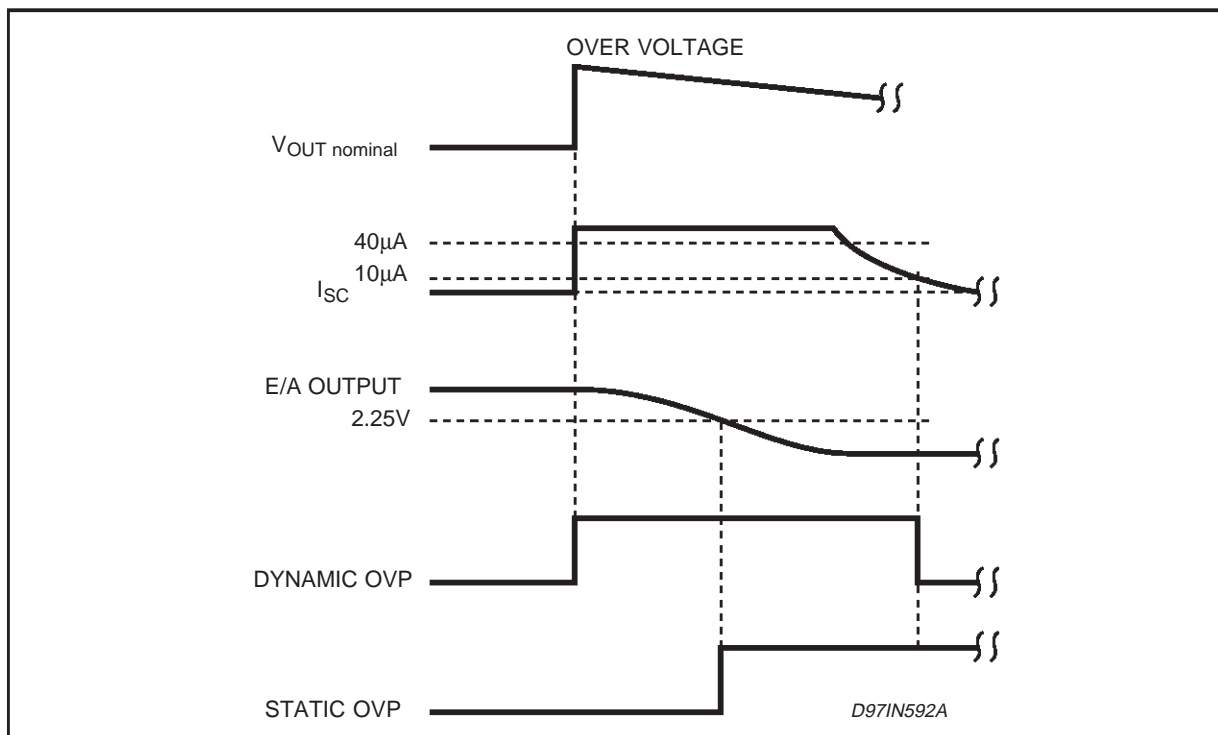 OVER VOLTAGE
VOUT nominal
40μA
10μA
ISC
E/A OUTPUT
2.25V
DYNAMIC OVP
STATIC OVP
D97IN592A